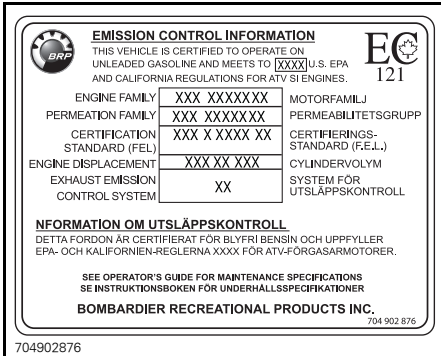 BRP
EMISSION CONTROL INFORMATION
THIS VEHICLE IS CERTIFIED TO OPERATE ON
UNLEADED GASOLINE AND MEETS TO XXXX U.S. EPA
AND CALIFORNIA REGULATIONS FOR ATV SI ENGINES.
EC
121
ENGINE FAMILY XXX XXXXXXX MOTORFAMILJ
PERMEATION FAMILY XXX XXXXXXX PERMEABILITETSGRUPP
CERTIFICATION STANDARD (FEL) XXX X XXXX XX CERTIFIERINGS-STANDARD (F.E.L.)
ENGINE DISPLACEMENT XXX XX XXX CYLINDERVOLYM
EXHAUST EMISSION CONTROL SYSTEM XX SYSTEM FÖR UTSLÄPPSKONTROLL
NFORMATION OM UTSLÄPPSKONTROLL
DETTA FORDON ÄR CERTIFIERAT FÖR BLYFRI BENSIN OCH UPPFYLLER
EPA- OCH KALIFORNIEN-REGLERNA XXXX FÖR ATV-FÖRGASARMOTORER.
SEE OPERATOR'S GUIDE FOR MAINTENANCE SPECIFICATIONS
SE INSTRUKTIONSBOKEN FÖR UNDERHÅLLSSPECIFIKATIONER
BOMBARDIER RECREATIONAL PRODUCTS INC.
704 902 876
704902876